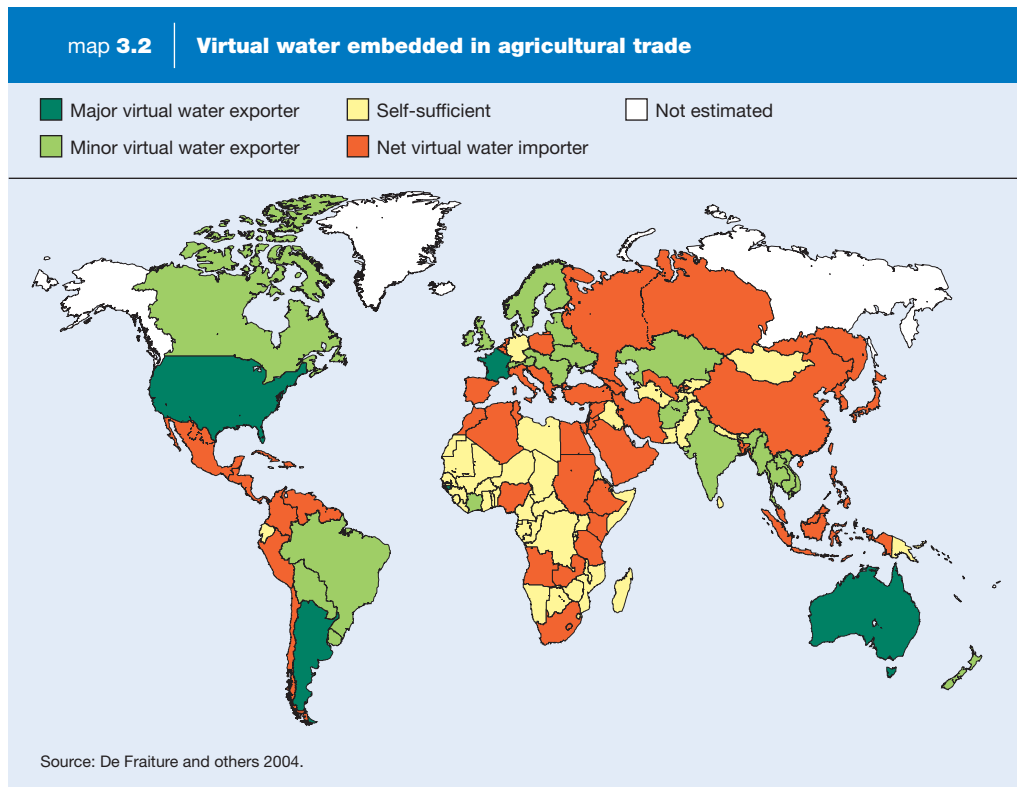 map 3.2 Virtual water embedded in agricultural trade
Major virtual water exporter
Minor virtual water exporter
Self-sufficient
Net virtual water importer
Not estimated
Source: De Fraiture and others 2004.